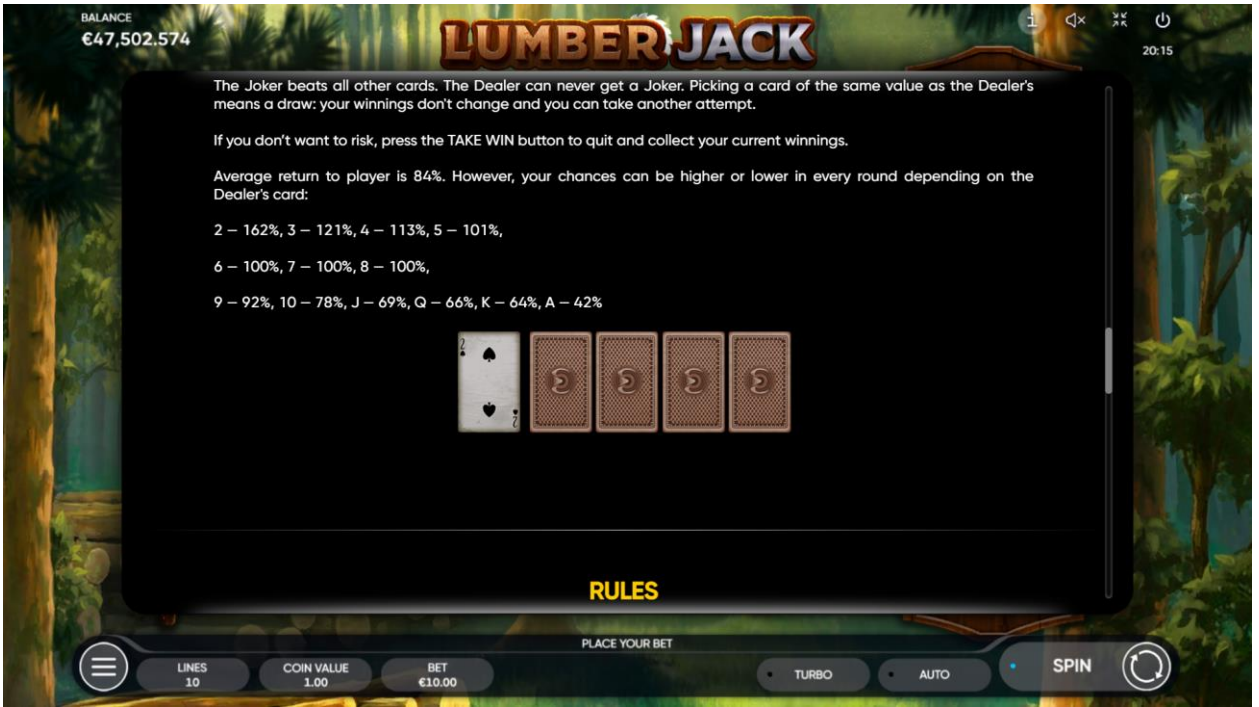 BALANCE
€47,502.574
LUMBER JACK
i
20:15
The Joker beats all other cards. The Dealer can never get a Joker. Picking a card of the same value as the Dealer's
means a draw: your winnings don't change and you can take another attempt.
If you don't want to risk, press the TAKE WIN button to quit and collect your current winnings.
Average return to player is 84%. However, your chances can be higher or lower in every round depending on the
Dealer's card:
2 – 162%, 3 – 121%, 4 – 113%, 5 – 101%,
6 – 100%, 7 – 100%, 8 – 100%,
9 – 92%, 10 – 78%, J – 69%, Q – 66%, K – 64%, A – 42%
2
2
RULES
PLACE YOUR BET
LINES
10
COIN VALUE
1.00
BET
€10.00
TURBO
AUTO
SPIN